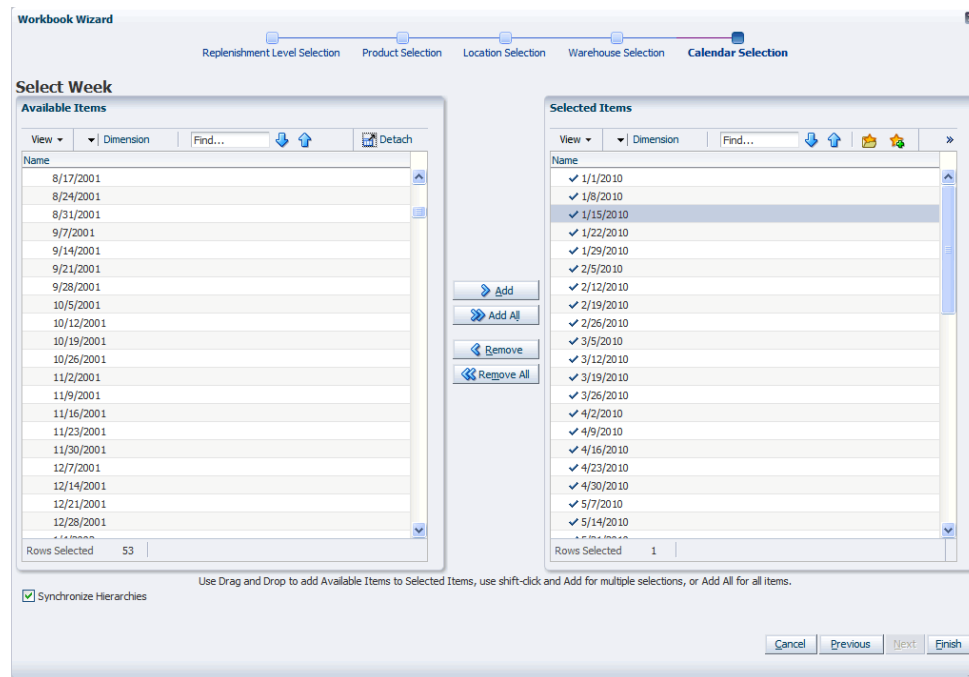 Workbook Wizard
Replenishment Level Selection Product Selection Location Selection Warehouse Selection Calendar Selection
Select Week
Available Items
View Dimension Find... Detach
Name
8/17/2001
8/24/2001
8/31/2001
9/7/2001
9/14/2001
9/21/2001
9/28/2001
10/5/2001
10/12/2001
10/19/2001
10/26/2001
11/2/2001
11/9/2001
11/16/2001
11/23/2001
11/30/2001
12/7/2001
12/14/2001
12/21/2001
12/28/2001
Rows Selected 53
Add
Add All
Remove
Remove All
Selected Items
View Dimension Find... »
Name
1/1/2010
1/8/2010
1/15/2010
1/22/2010
1/29/2010
2/5/2010
2/12/2010
2/19/2010
2/26/2010
3/5/2010
3/12/2010
3/19/2010
3/26/2010
4/2/2010
4/9/2010
4/16/2010
4/23/2010
4/30/2010
5/7/2010
5/14/2010
Rows Selected 1
Use Drag and Drop to add Available Items to Selected Items, use shift-click and Add for multiple selections, or Add All for all items.
Synchronize Hierarchies
Cancel Previous Next Finish